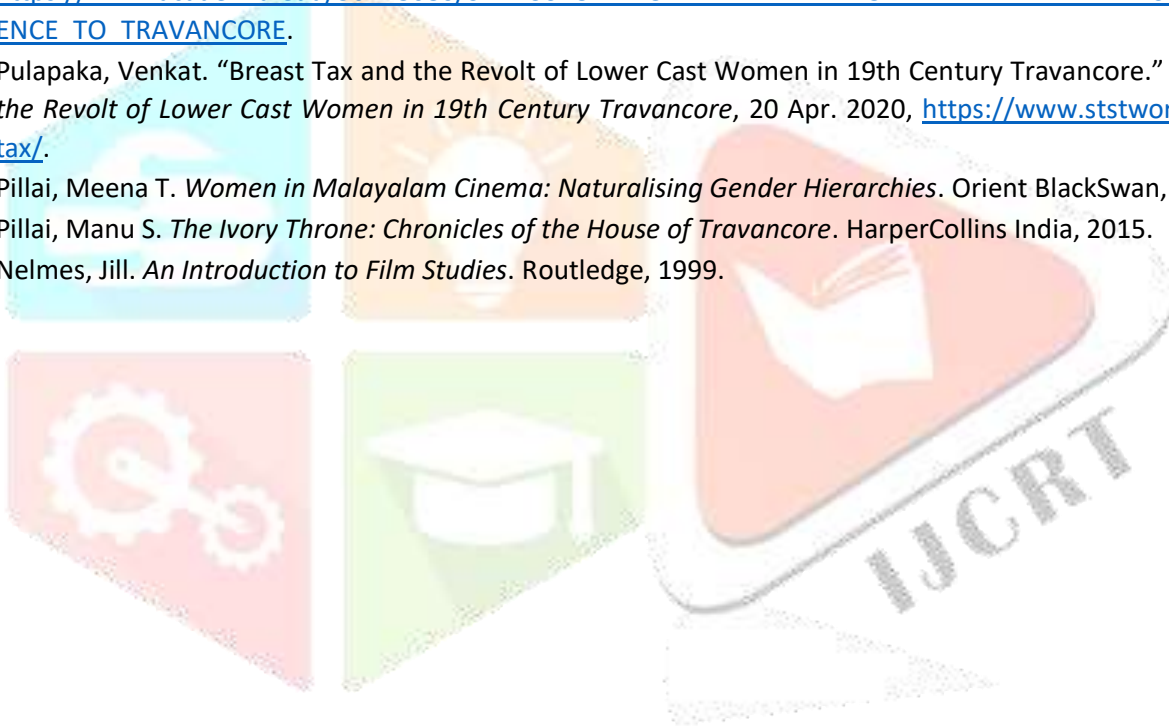 ENCE_TO_TRAVANCORE.
Pulapaka, Venkat. “Breast Tax and the Revolt of Lower Cast Women in 19th Century Travancore.”
the Revolt of Lower Cast Women in 19th Century Travancore, 20 Apr. 2020, https://www.ststwor
tax/.
Pillai, Meena T. Women in Malayalam Cinema: Naturalising Gender Hierarchies. Orient BlackSwan,
Pillai, Manu S. The Ivory Throne: Chronicles of the House of Travancore. HarperCollins India, 2015.
Nelmes, Jill. An Introduction to Film Studies. Routledge, 1999.
IJCRT